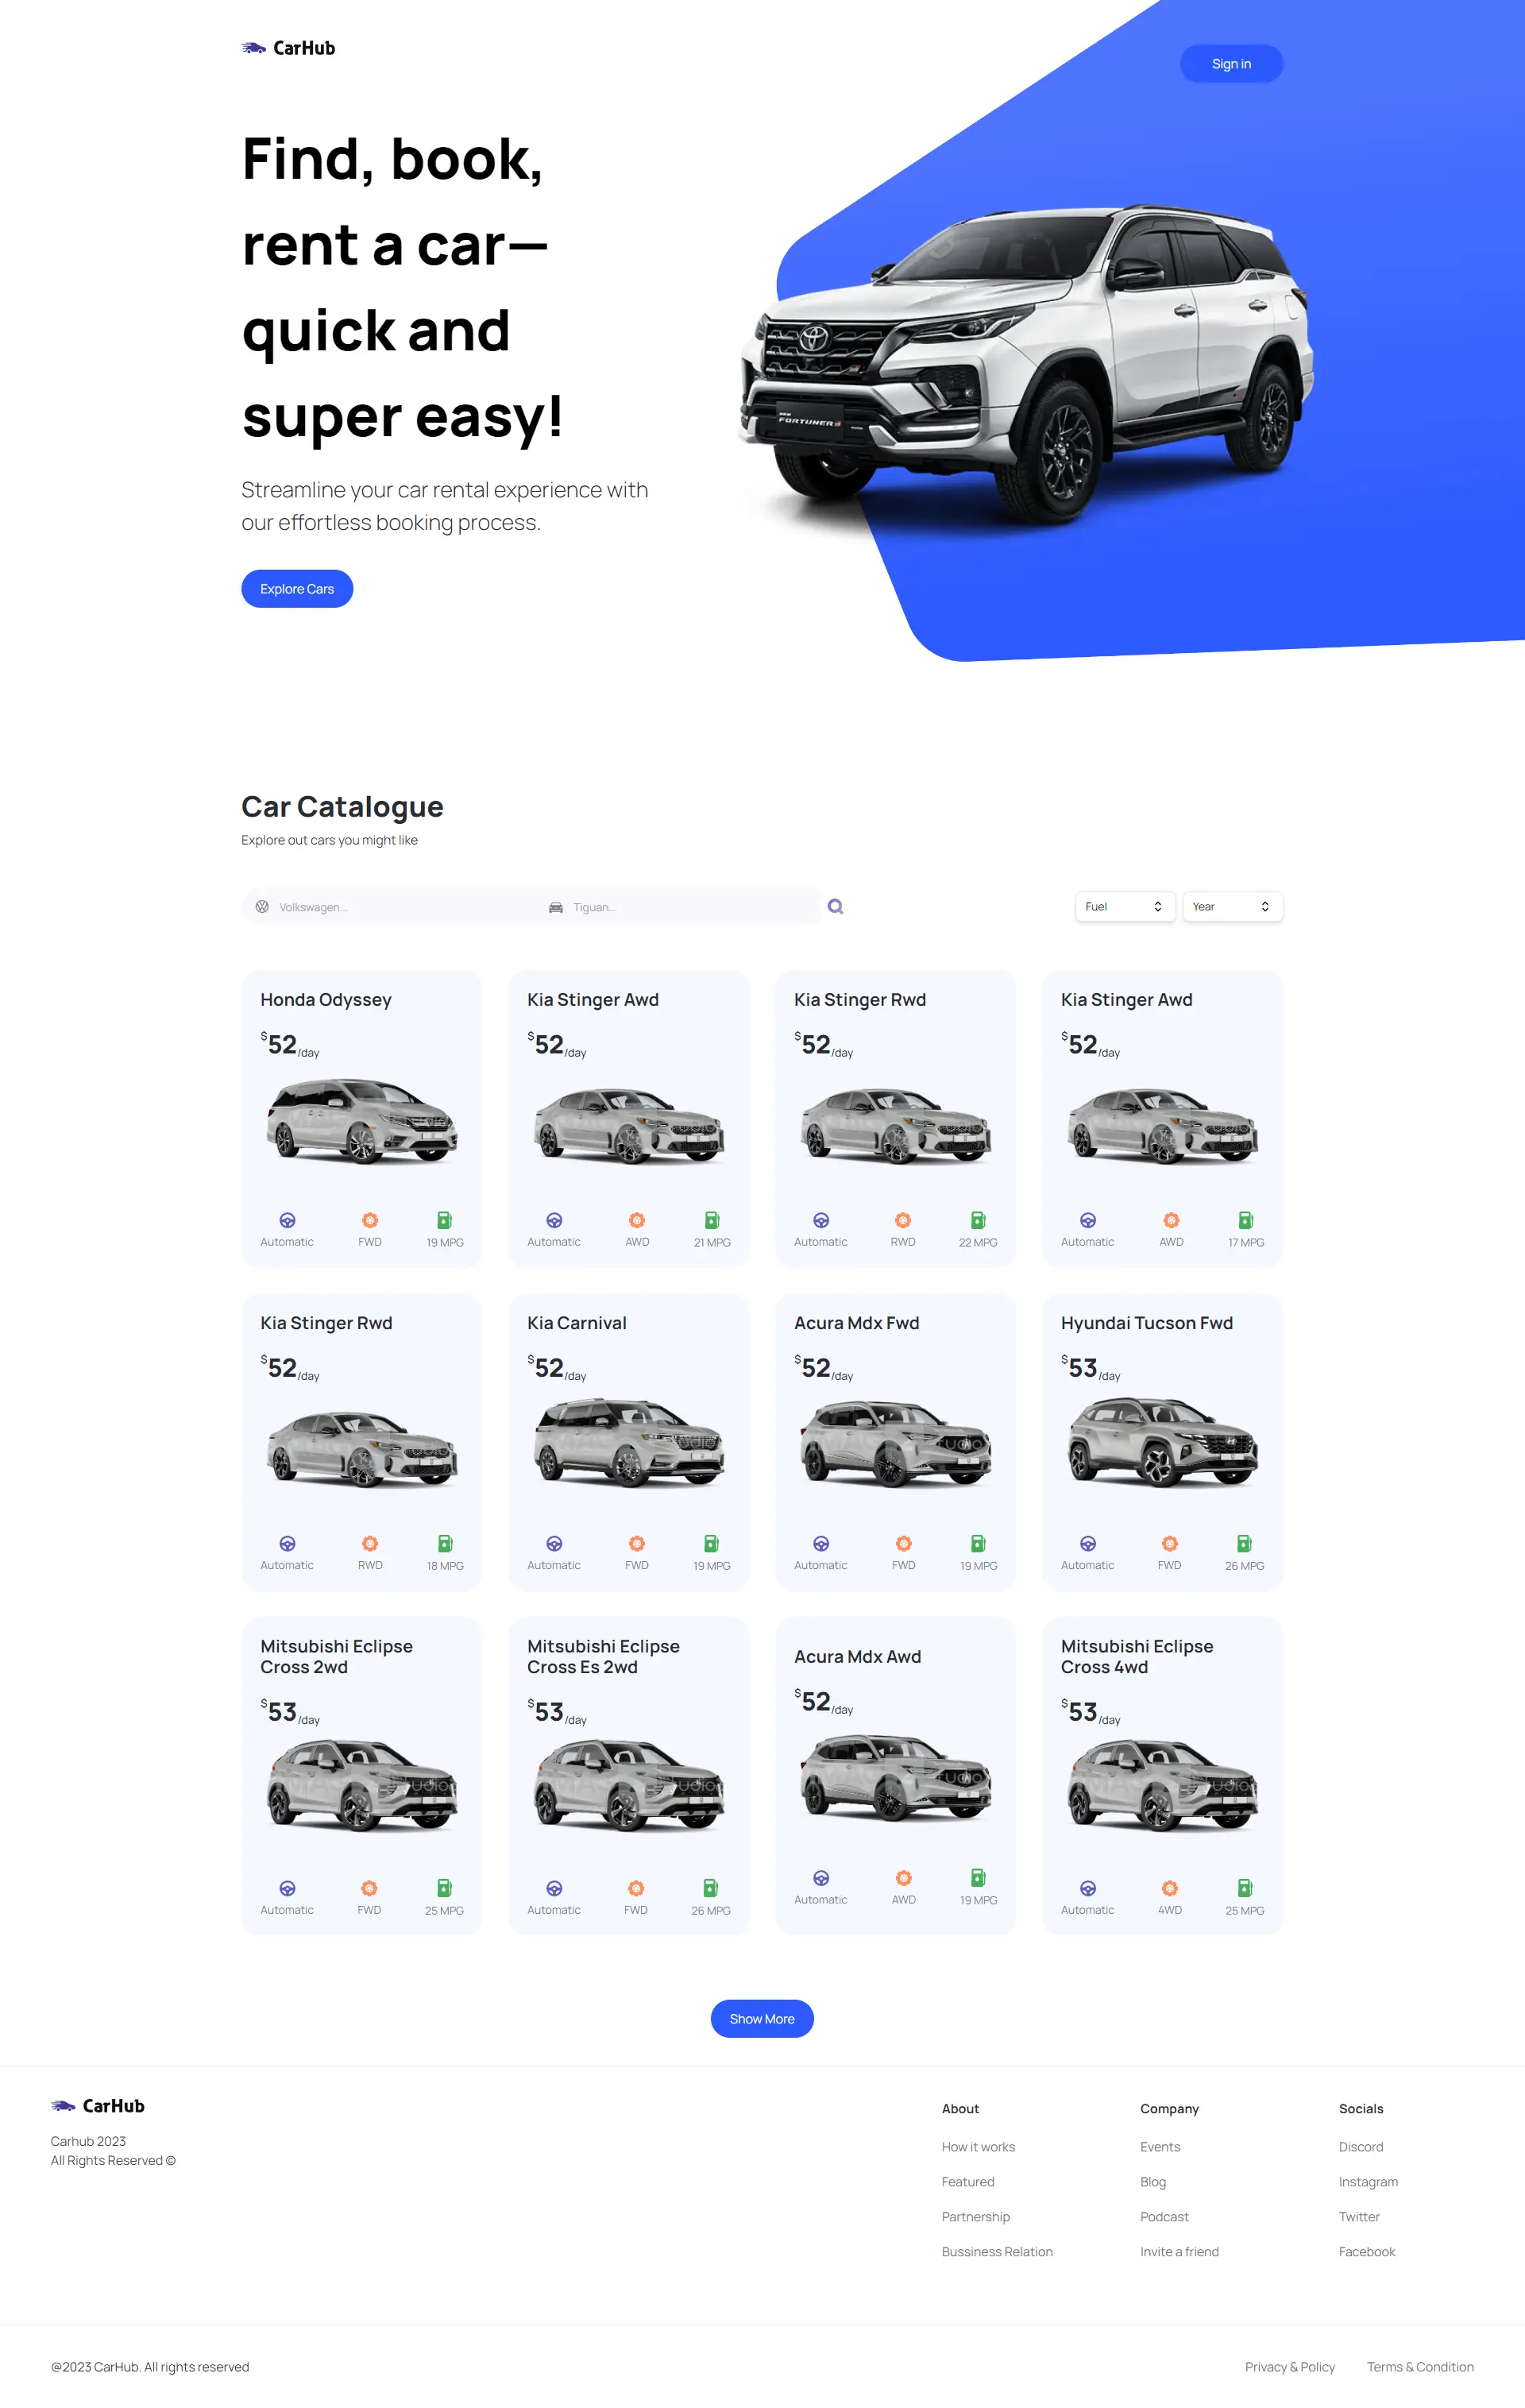 CarHub
Sign in
Find, book,
rent a car—
quick and
super easy!
Streamline your car rental experience with
our effortless booking process.
Explore Cars
FORTUNER
Car Catalogue
Explore out cars you might like
Volkswagen...
Tiguan...
Fuel
Year
Honda Odyssey
$52/day
Automatic
FWD
19 MPG
Kia Stinger Awd
$52/day
Automatic
AWD
21 MPG
Kia Stinger Rwd
$52/day
Automatic
RWD
22 MPG
Kia Stinger Awd
$52/day
Automatic
AWD
17 MPG
Kia Stinger Rwd
$52/day
Automatic
RWD
18 MPG
Kia Carnival
$52/day
Automatic
FWD
19 MPG
Acura Mdx Fwd
$52/day
Automatic
FWD
19 MPG
Hyundai Tucson Fwd
$53/day
Automatic
FWD
26 MPG
Mitsubishi Eclipse
Cross 2wd
$53/day
Automatic
FWD
25 MPG
Mitsubishi Eclipse
Cross Es 2wd
$53/day
Automatic
FWD
26 MPG
Acura Mdx Awd
$52/day
Automatic
AWD
19 MPG
Mitsubishi Eclipse
Cross 4wd
$53/day
Automatic
4WD
25 MPG
Show More
CarHub
Carhub 2023
All Rights Reserved ©
About
How it works
Featured
Partnership
Bussiness Relation
Company
Events
Blog
Podcast
Invite a friend
Socials
Discord
Instagram
Twitter
Facebook
@2023 CarHub. All rights reserved
Privacy & Policy
Terms & Condition